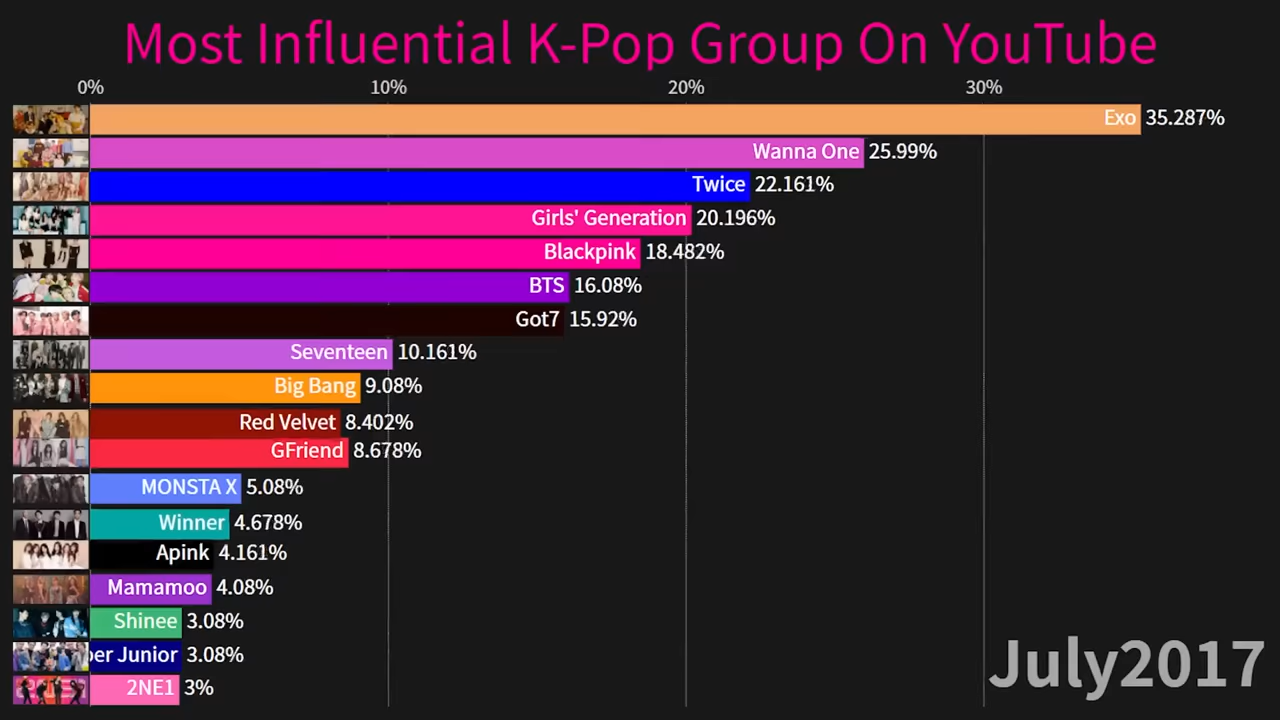 Most Influential K-Pop Group On YouTube
0% 10% 20% 30%
Exo 35.287%
Wanna One 25.99%
Twice 22.161%
Girls' Generation 20.196%
Blackpink 18.482%
BTS 16.08%
Got7 15.92%
Seventeen 10.161%
Big Bang 9.08%
Red Velvet 8.402%
GFriend 8.678%
MONSTA X 5.08%
Winner 4.678%
Apink 4.161%
Mamamoo 4.08%
Shinee 3.08%
per Junior 3.08%
2NE1 3%
July2017